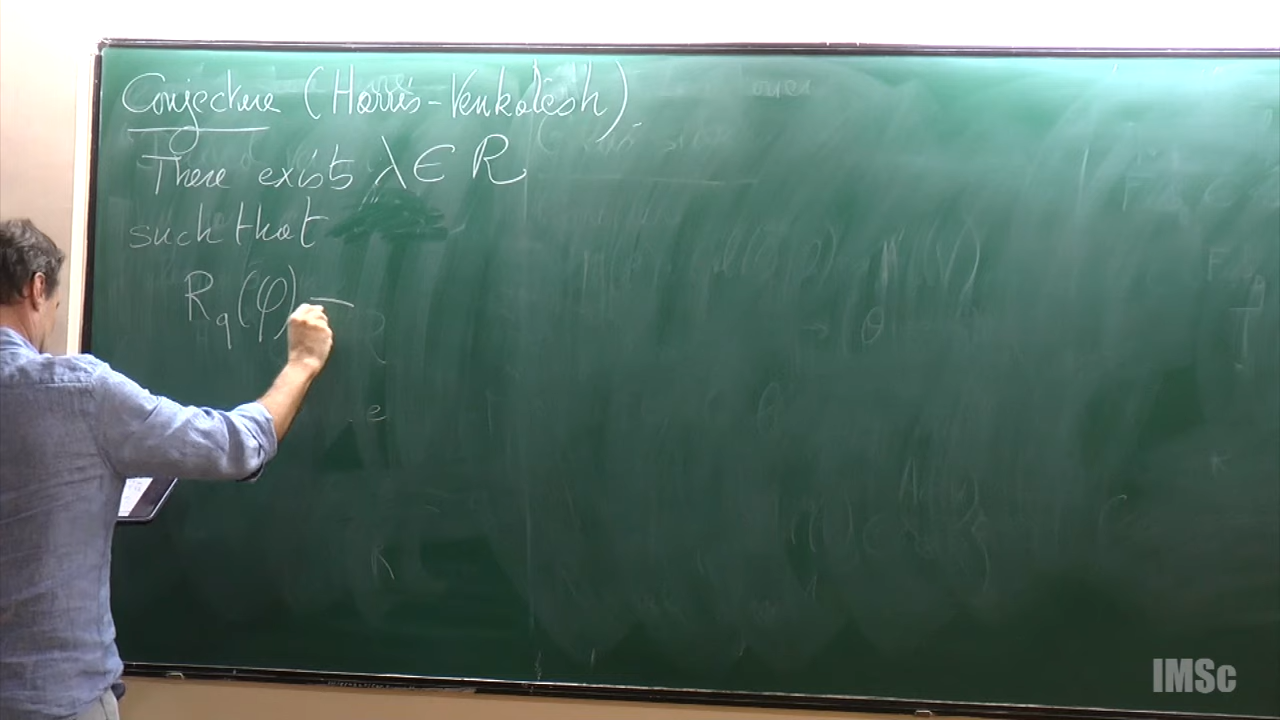 Conjecture (Harris-Venkatesh)
There exists λ ∈ R
such that
R_q(φ) =
IMSc